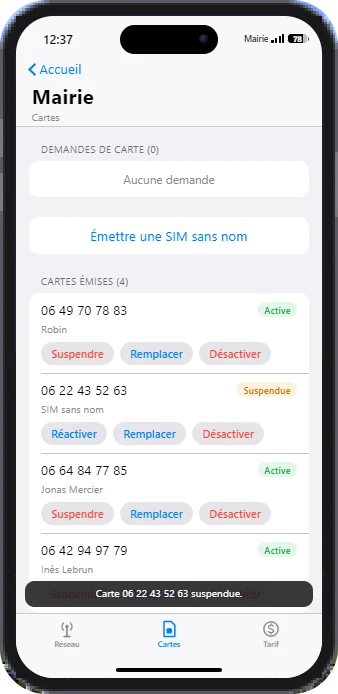 12:37
Mairie
78
Accueil
Mairie
Cartes
DEMANDES DE CARTE (0)
Aucune demande
Émettre une SIM sans nom
CARTES ÉMISES (4)
06 49 70 78 83
Active
Robin
Suspendre Remplacer Désactiver
06 22 43 52 63
Suspendue
SIM sans nom
Réactiver Remplacer Désactiver
06 64 84 77 85
Active
Jonas Mercier
Suspendre Remplacer Désactiver
06 42 94 97 79
Active
Inès Lebrun
Carte 06 22 43 52 63 suspendue.
Réseau Cartes Tarif